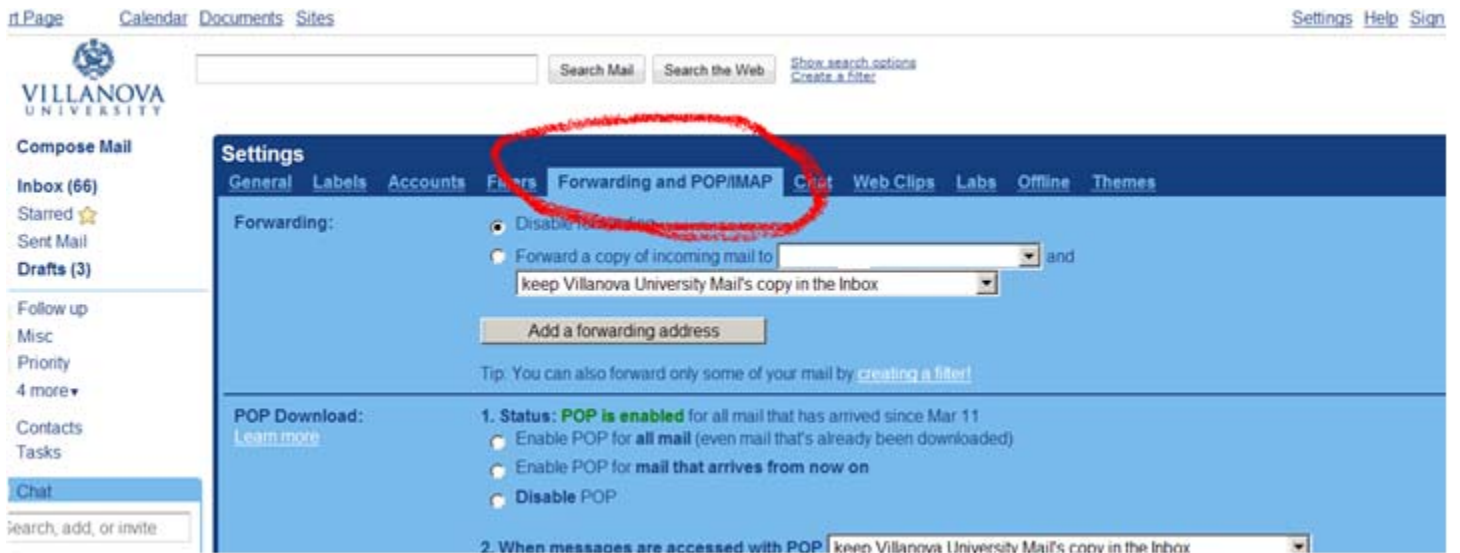 rt Page Calendar Documents Sites Settings Help Sign
VILLANOVA
UNIVERSITY
Search Mail Search the Web Show search options
Create a filter
Compose Mail
Inbox (66)
Starred
Sent Mail
Drafts (3)
Follow up
Misc
Priority
4 more
Contacts
Tasks
Chat
Search, add, or invite
Settings
General Labels Accounts Filters Forwarding and POP/IMAP Chat Web Clips Labs Offline Themes
Forwarding:
Disable forwarding
Forward a copy of incoming mail to and
keep Villanova University Mail's copy in the Inbox
Add a forwarding address
Tip: You can also forward only some of your mail by creating a filter!
POP Download:
Learn more
1. Status: POP is enabled for all mail that has arrived since Mar 11
Enable POP for all mail (even mail that's already been downloaded)
Enable POP for mail that arrives from now on
Disable POP
2. When messages are accessed with POP keep Villanova University Mail's copy in the Inbox